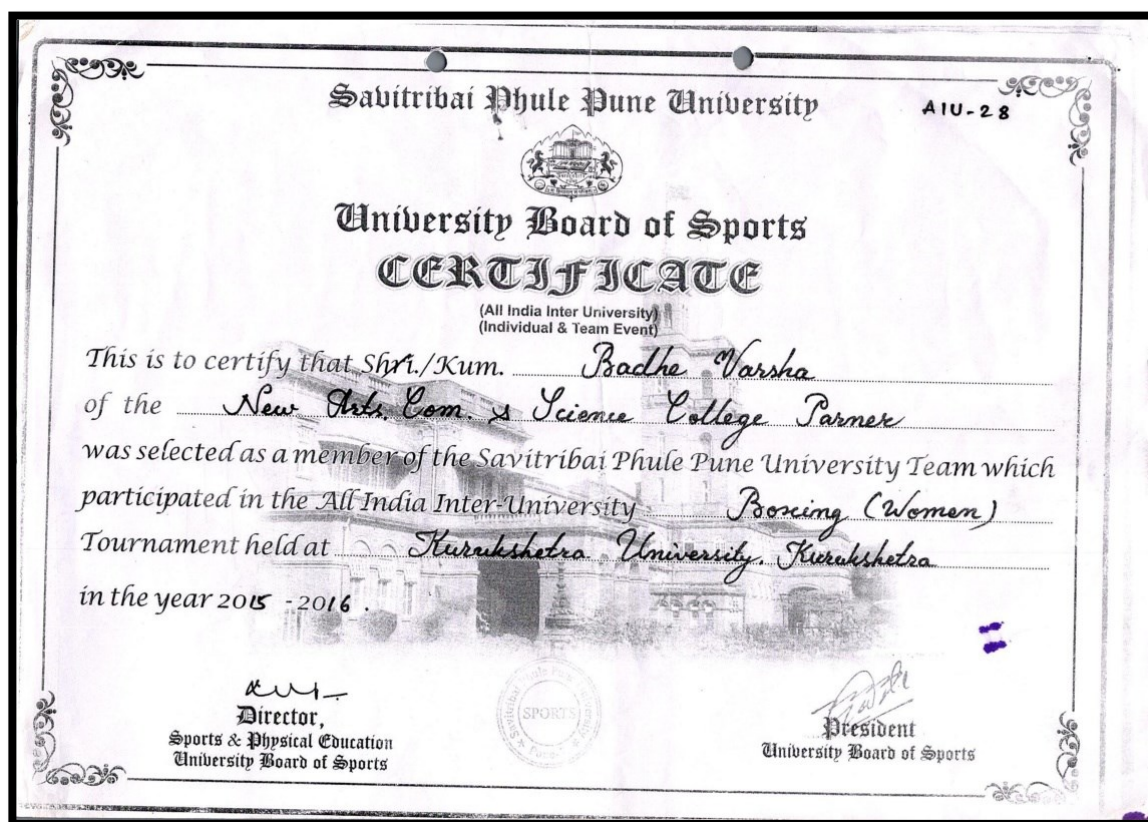 Savitribai Phule Pune University
AIU-28
University Board of Sports
CERTIFICATE
(All India Inter University)
(Individual & Team Event)
This is to certify that Shri./Kum. Badhe Varsha
of the New Arts, Com. & Science College Parner
was selected as a member of the Savitribai Phule Pune University Team which
participated in the All India Inter-University Boxing (Women)
Tournament held at Kurukshetra University, Kurukshetra
in the year 2015 - 2016.
SPORTS
Director,
Sports & Physical Education
University Board of Sports
President
University Board of Sports